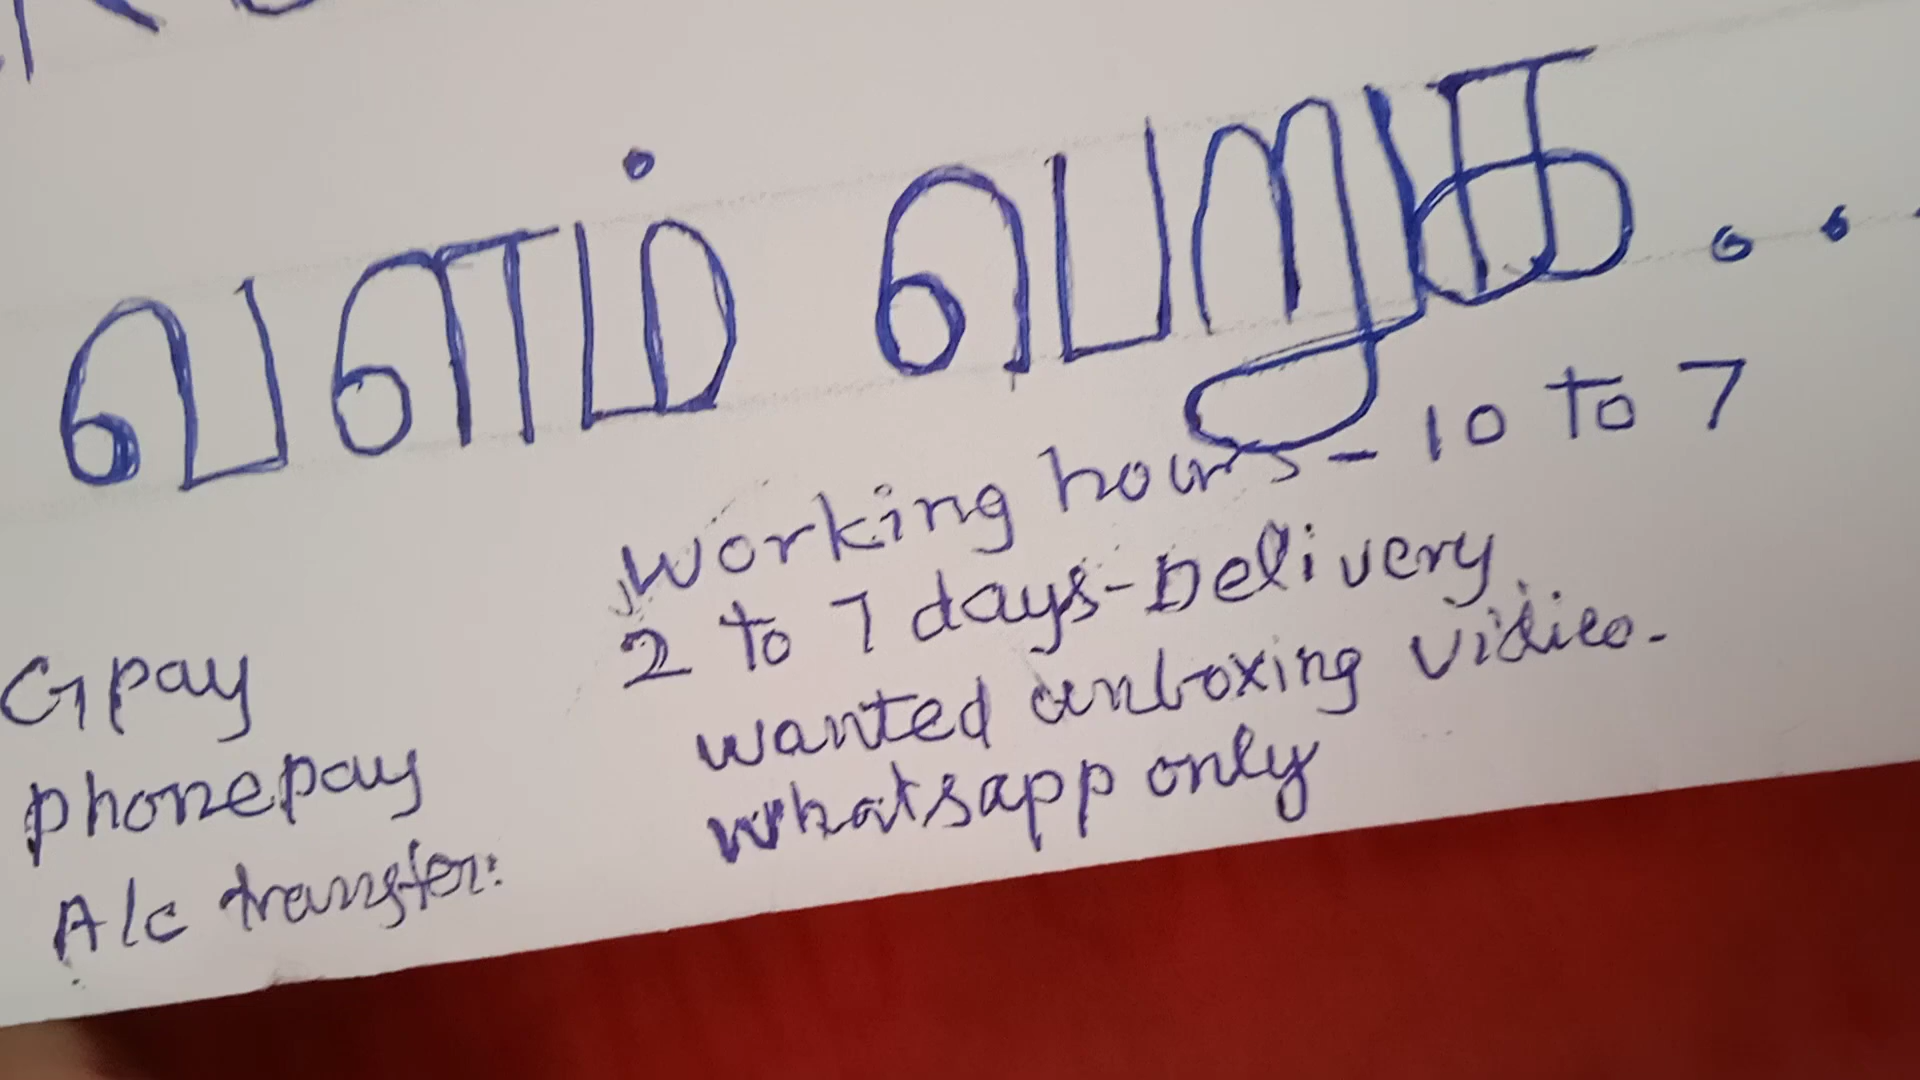 வளம் பெறுக...
Working hours - 10 to 7
2 to 7 days - Delivery
wanted unboxing vidieo.
whatsapp only
Gpay
phonepay
A/c transfer: